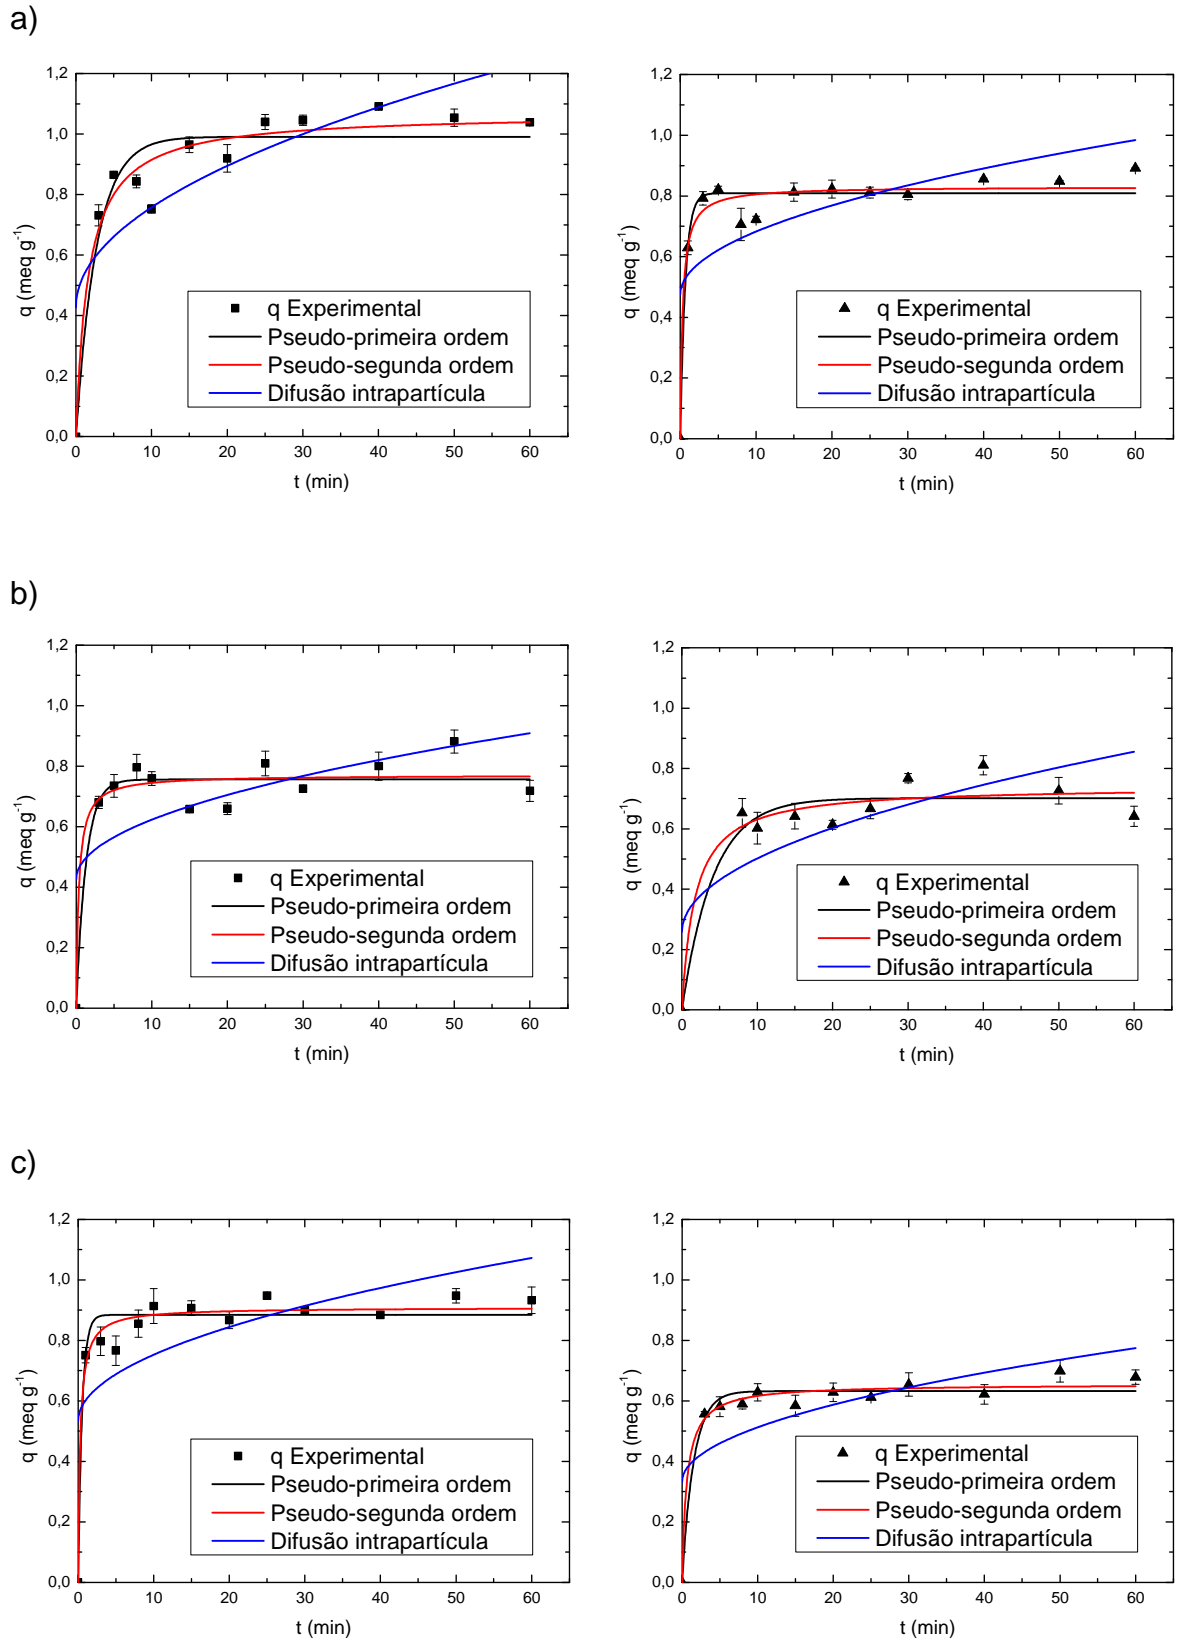 a)
1,2
1,0
0,8
0,6
0,4
0,2
0,0
q (meq g-1)
q Experimental
Pseudo-primeira ordem
Pseudo-segunda ordem
Difusão intrapartícula
0 10 20 30 40 50 60
t (min)
1,2
1,0
0,8
0,6
0,4
0,2
0,0
q (meq g-1)
q Experimental
Pseudo-primeira ordem
Pseudo-segunda ordem
Difusão intrapartícula
0 10 20 30 40 50 60
t (min)
b)
1,2
1,0
0,8
0,6
0,4
0,2
0,0
q (meq g-1)
q Experimental
Pseudo-primeira ordem
Pseudo-segunda ordem
Difusão intrapartícula
0 10 20 30 40 50 60
t (min)
1,2
1,0
0,8
0,6
0,4
0,2
0,0
q (meq g-1)
q Experimental
Pseudo-primeira ordem
Pseudo-segunda ordem
Difusão intrapartícula
0 10 20 30 40 50 60
t (min)
c)
1,2
1,0
0,8
0,6
0,4
0,2
0,0
q (meq g-1)
q Experimental
Pseudo-primeira ordem
Pseudo-segunda ordem
Difusão intrapartícula
0 10 20 30 40 50 60
t (min)
1,2
1,0
0,8
0,6
0,4
0,2
0,0
q (meq g-1)
q Experimental
Pseudo-primeira ordem
Pseudo-segunda ordem
Difusão intrapartícula
0 10 20 30 40 50 60
t (min)